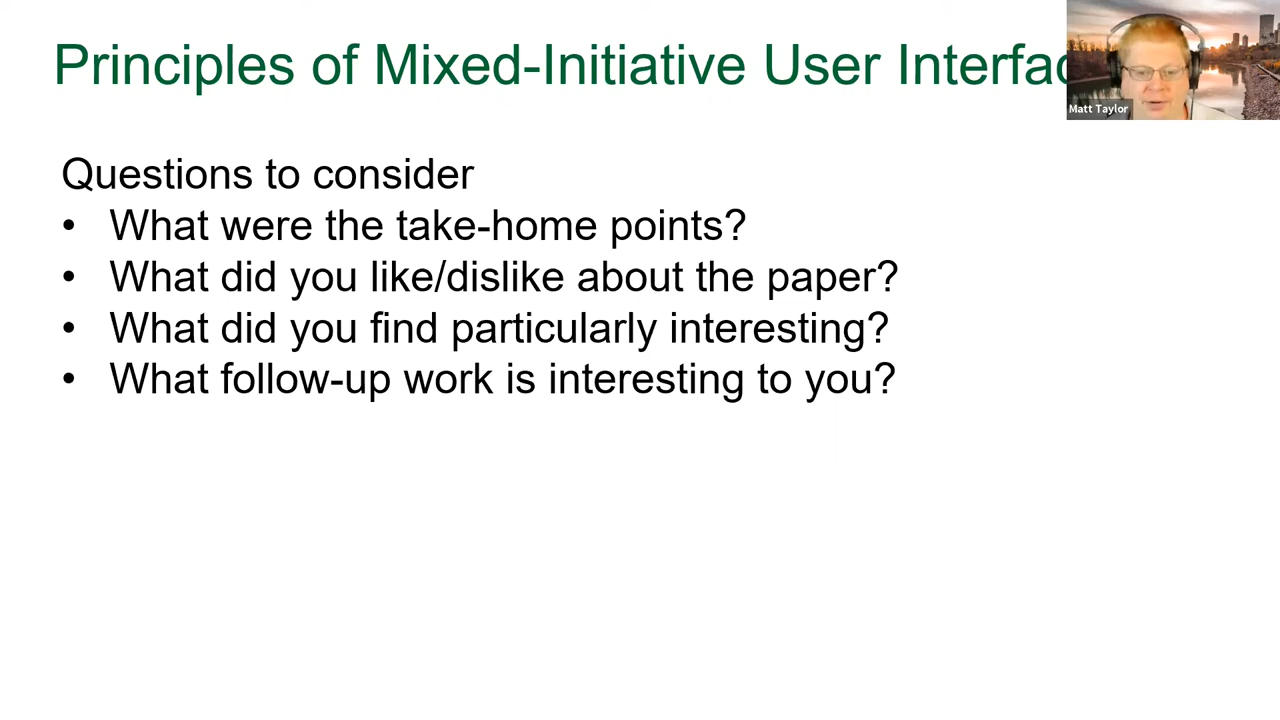 Principles of Mixed-Initiative User Interfac
Matt Taylor
Questions to consider
• What were the take-home points?
• What did you like/dislike about the paper?
• What did you find particularly interesting?
• What follow-up work is interesting to you?